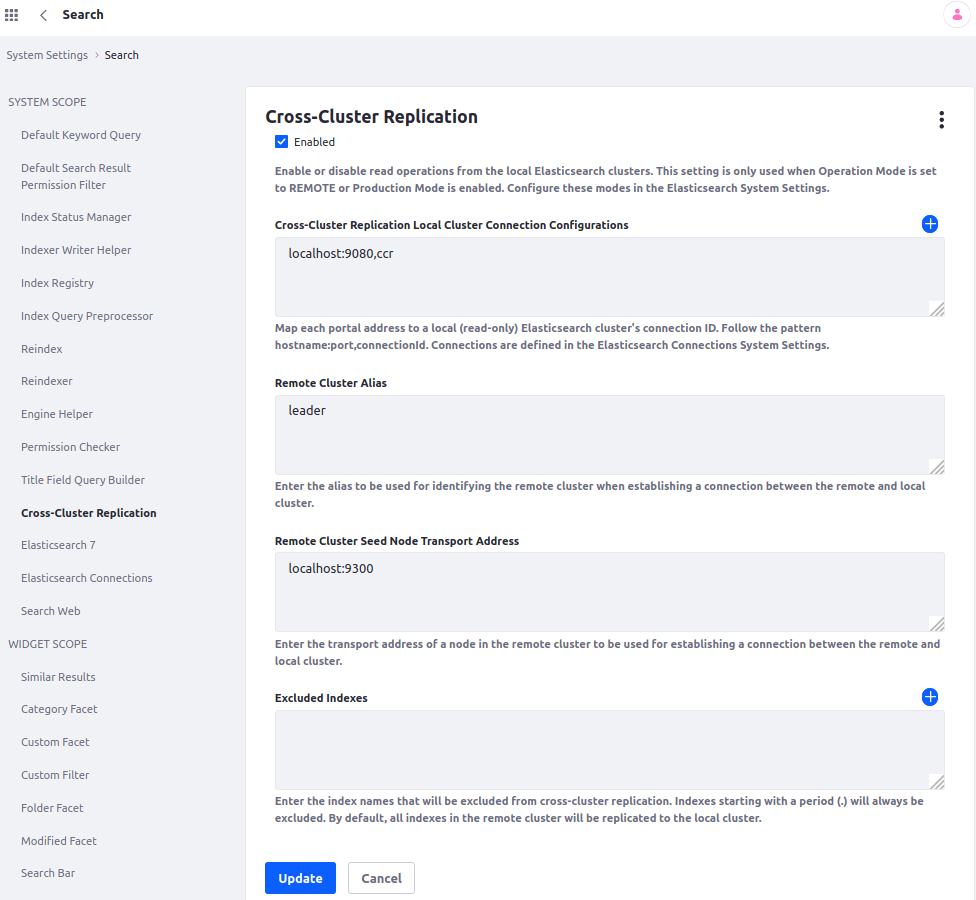 Search
System Settings › Search
SYSTEM SCOPE
Default Keyword Query
Default Search Result
Permission Filter
Index Status Manager
Indexer Writer Helper
Index Registry
Index Query Preprocessor
Reindex
Reindexer
Engine Helper
Permission Checker
Title Field Query Builder
Cross-Cluster Replication
Elasticsearch 7
Elasticsearch Connections
Search Web
WIDGET SCOPE
Similar Results
Category Facet
Custom Facet
Custom Filter
Folder Facet
Modified Facet
Search Bar
Cross-Cluster Replication
Enabled
Enable or disable read operations from the local Elasticsearch clusters. This setting is only used when Operation Mode is set
to REMOTE or Production Mode is enabled. Configure these modes in the Elasticsearch System Settings.
Cross-Cluster Replication Local Cluster Connection Configurations
localhost:9080,ccr
Map each portal address to a local (read-only) Elasticsearch cluster's connection ID. Follow the pattern
hostname:port,connectionId. Connections are defined in the Elasticsearch Connections System Settings.
Remote Cluster Alias
leader
Enter the alias to be used for identifying the remote cluster when establishing a connection between the remote and local
cluster.
Remote Cluster Seed Node Transport Address
localhost:9300
Enter the transport address of a node in the remote cluster to be used for establishing a connection between the remote and
local cluster.
Excluded Indexes
Enter the index names that will be excluded from cross-cluster replication. Indexes starting with a period (.) will always be
excluded. By default, all indexes in the remote cluster will be replicated to the local cluster.
Update Cancel